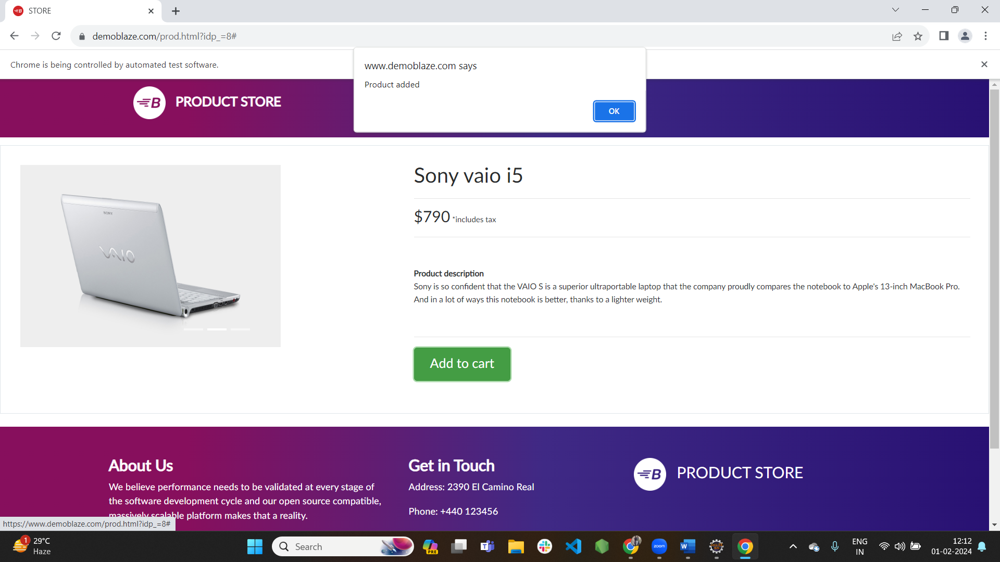 STORE
demoblaze.com/prod.html?idp_=8#
Chrome is being controlled by automated test software.
www.demoblaze.com says
Product added
OK
B PRODUCT STORE
SONY
VAIO
Sony vaio i5
$790 *includes tax
Product description
Sony is so confident that the VAIO S is a superior ultraportable laptop that the company proudly compares the notebook to Apple's 13-inch MacBook Pro.
And in a lot of ways this notebook is better, thanks to a lighter weight.
Add to cart
About Us
We believe performance needs to be validated at every stage of
the software development cycle and our open source compatible,
massively scalable platform makes that a reality.
Get in Touch
Address: 2390 El Camino Real
Phone: +440 123456
B PRODUCT STORE
https://www.demoblaze.com/prod.html?idp_=8#
1
29°C
Haze
Search
PRE
T
zoom
W
ENG
IN
12:12
01-02-2024